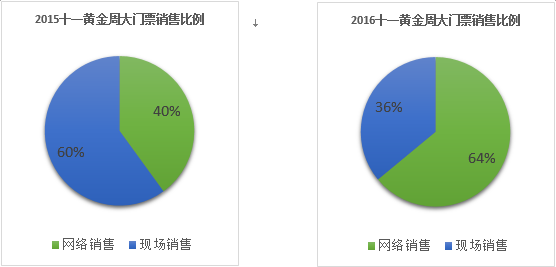 2015十一黄金周大门票销售比例
40%
60%
网络销售 现场销售
↓
2016十一黄金周大门票销售比例
36%
64%
网络销售 现场销售